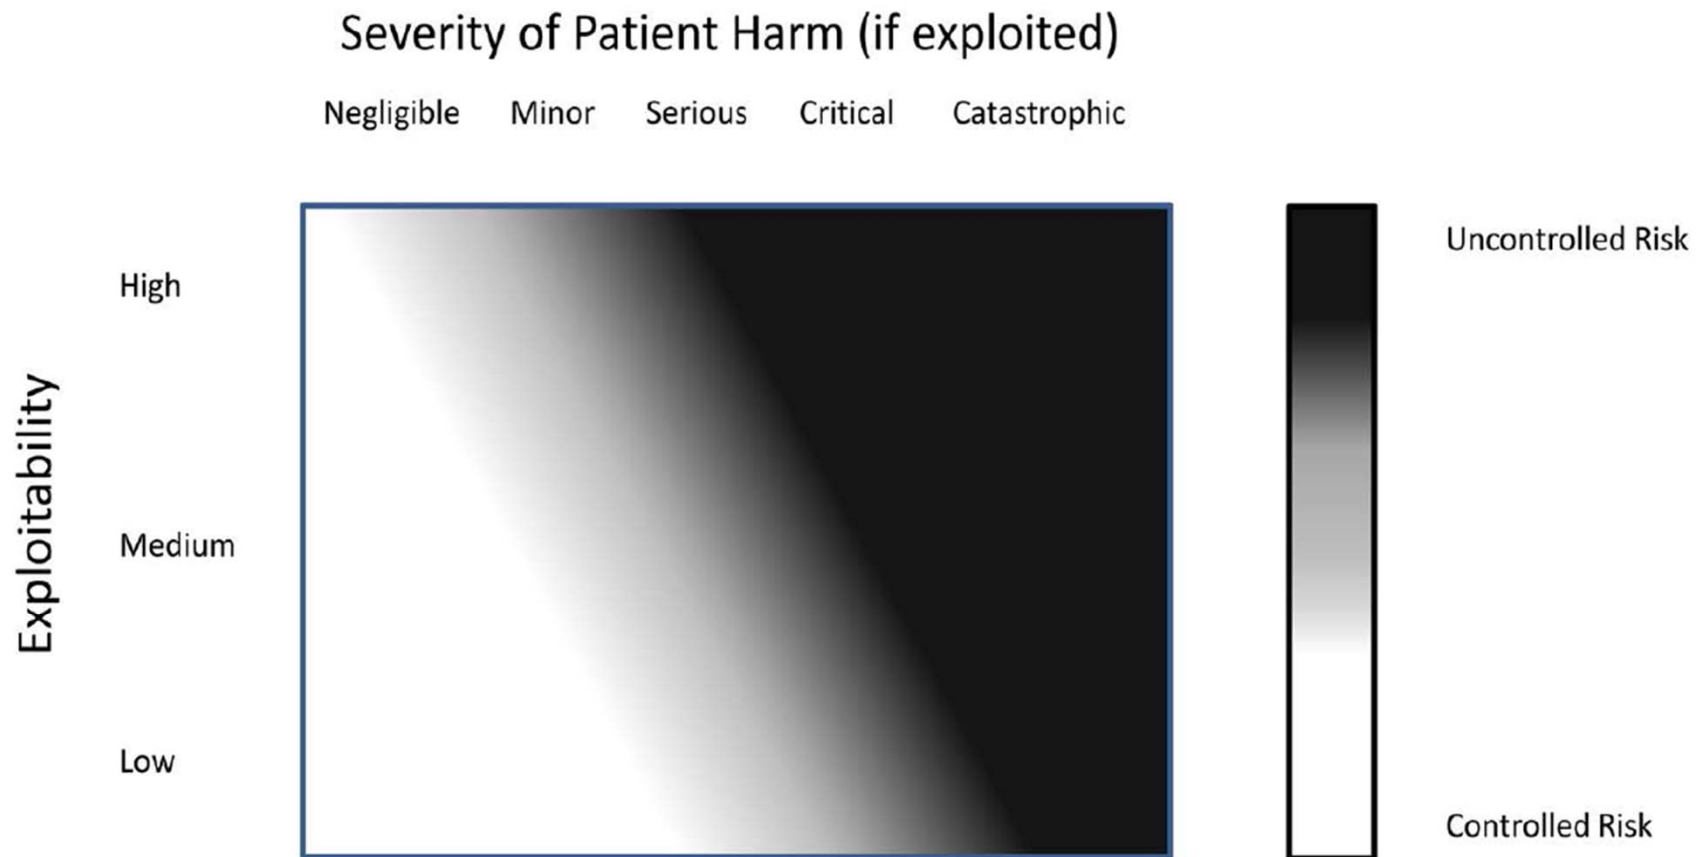 Severity of Patient Harm (if exploited)
Negligible Minor Serious Critical Catastrophic
Exploitability
High
Medium
Low
Uncontrolled Risk
Controlled Risk